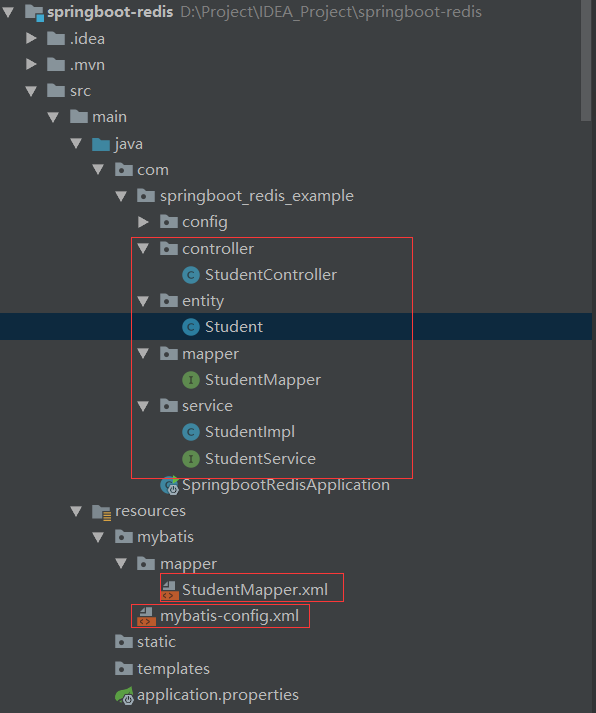 springboot-redis D:\Project\IDEA_Project\springboot-redis
.idea
.mvn
src
main
java
com
springboot_redis_example
config
controller
C StudentController
entity
C Student
mapper
I StudentMapper
service
C StudentImpl
I StudentService
SpringbootRedisApplication
resources
mybatis
mapper
StudentMapper.xml
mybatis-config.xml
static
templates
application.properties